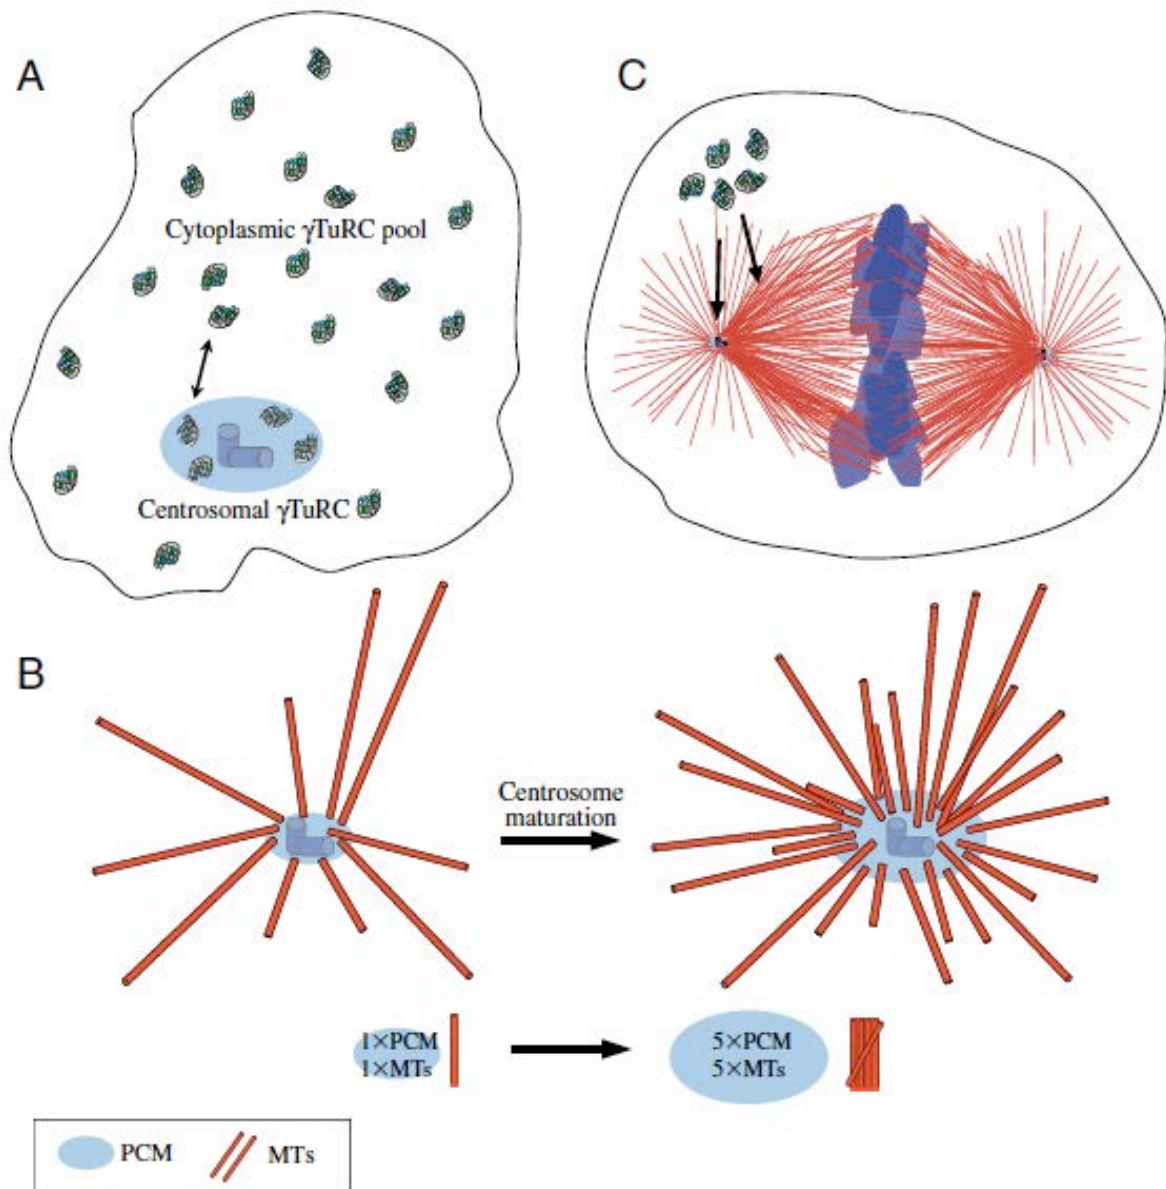 A
Cytoplasmic γTuRC pool
Centrosomal γTuRC
C
B
Centrosome
maturation
1×PCM
1×MTs
5×PCM
5×MTs
PCM
MTs